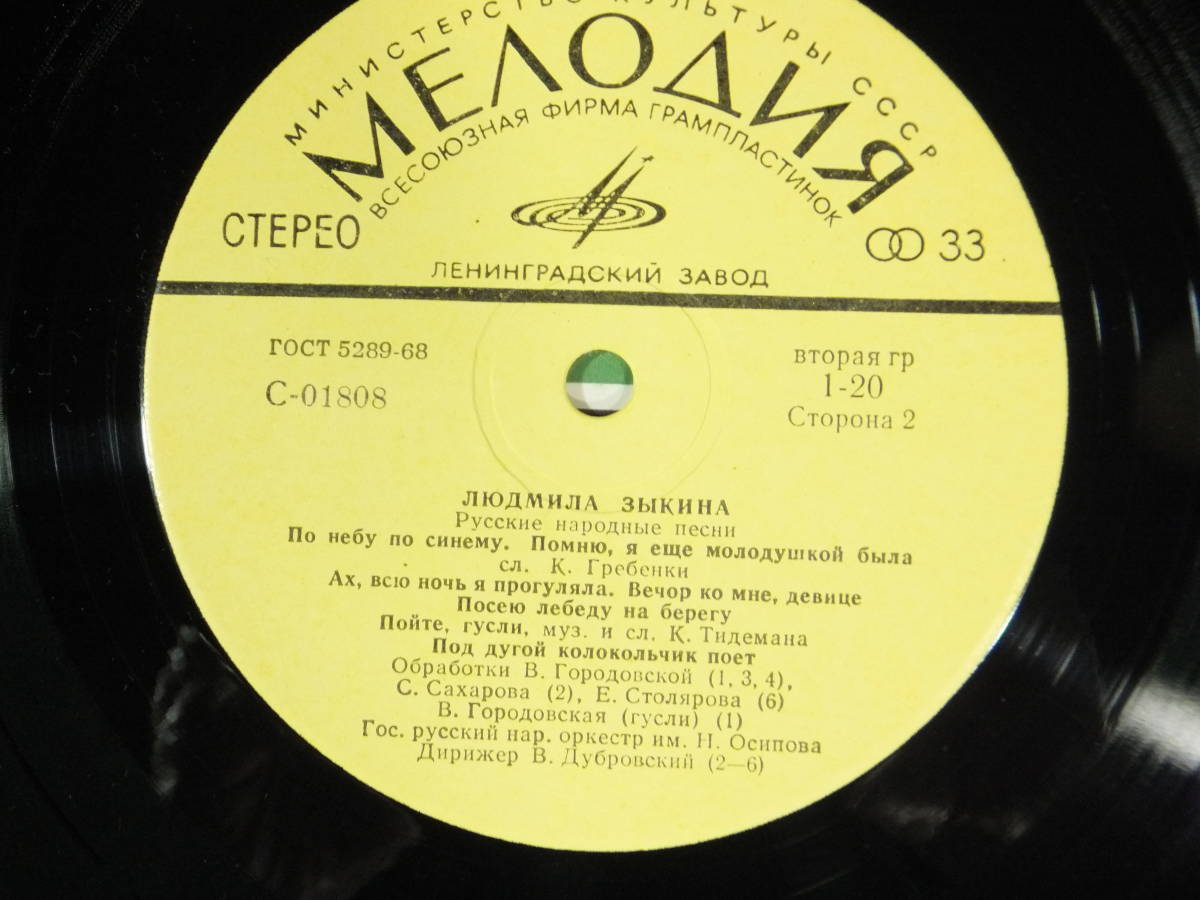 МИНИСТЕРСТВО КУЛЬТУРЫ СССР
МЕЛОДИЯ
ВСЕСОЮЗНАЯ ФИРМА ГРАМПЛАСТИНОК
СТЕРЕО
33
ЛЕНИНГРАДСКИЙ ЗАВОД
ГОСТ 5289-68
вторая гр
С-01808
1-20
Сторона 2
ЛЮДМИЛА ЗЫКИНА
Русские народные песни
По небу по синему. Помню, я еще молодушкой была
сл. К. Гребенки
Ах, всю ночь я прогуляла. Вечор ко мне, девице
Посею лебеду на берегу
Пойте, гусли, муз. и сл. К. Тидемана
Под дугой колокольчик поет
Обработки В. Городовской (1, 3, 4),
С. Сахарова (2), Е. Столярова (6)
В. Городовская (гусли) (1)
Гос. русский нар. оркестр им. Н. Осипова
Дирижер В. Дубровский (2—6)